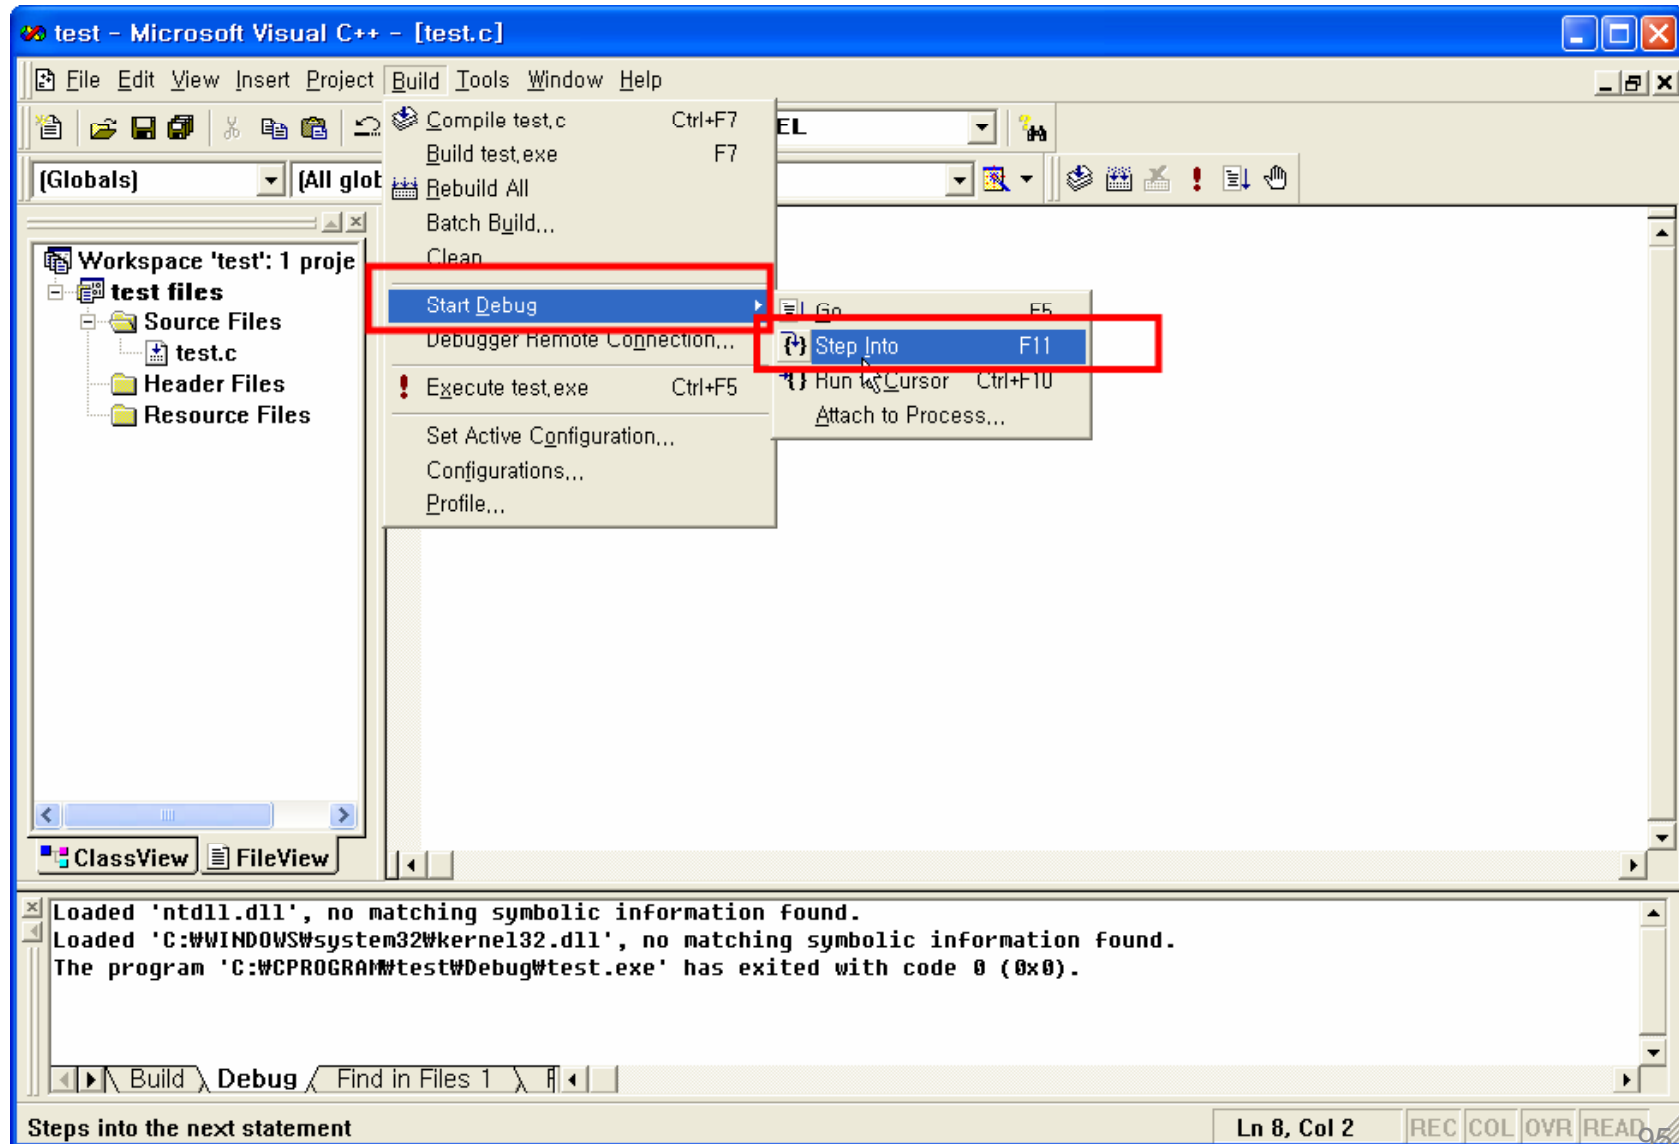 test - Microsoft Visual C++ - [test.c]
File Edit View Insert Project Build Tools Window Help
EL
[Globals] [All glob
Compile test.c Ctrl+F7
Build test.exe F7
Rebuild All
Batch Build...
Clean
Start Debug
Debugger Remote Connection...
Execute test.exe Ctrl+F5
Set Active Configuration...
Configurations...
Profile...
Go F5
Step Into F11
Run to Cursor Ctrl+F10
Attach to Process...
Workspace 'test': 1 proje
test files
Source Files
test.c
Header Files
Resource Files
ClassView FileView
Loaded 'ntdll.dll', no matching symbolic information found.
Loaded 'C:₩WINDOWS₩system32₩kernel32.dll', no matching symbolic information found.
The program 'C:₩CPROGRAM₩test₩Debug₩test.exe' has exited with code 0 (0x0).
Build Debug Find in Files 1
Steps into the next statement Ln 8, Col 2 REC COL OVR READ